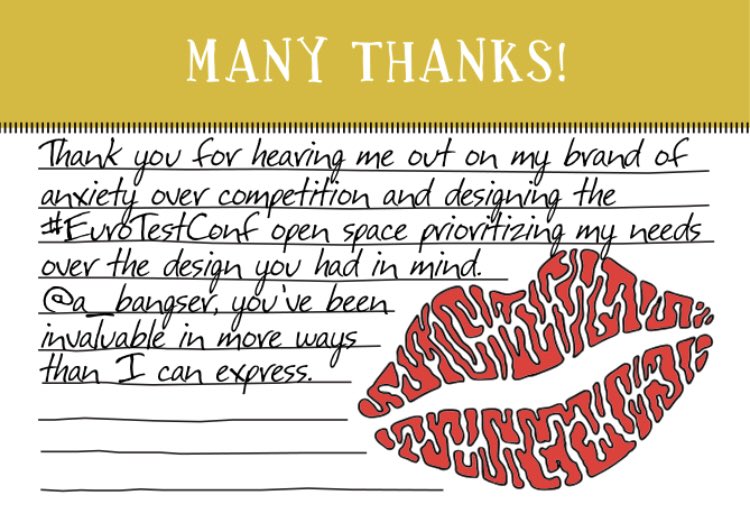 MANY THANKS!
Thank you for hearing me out on my brand of
anxiety over competition and designing the
#EuroTestConf open space prioritizing my needs
over the design you had in mind.
@a_bangser, you've been
invaluable in more ways
than I can express.